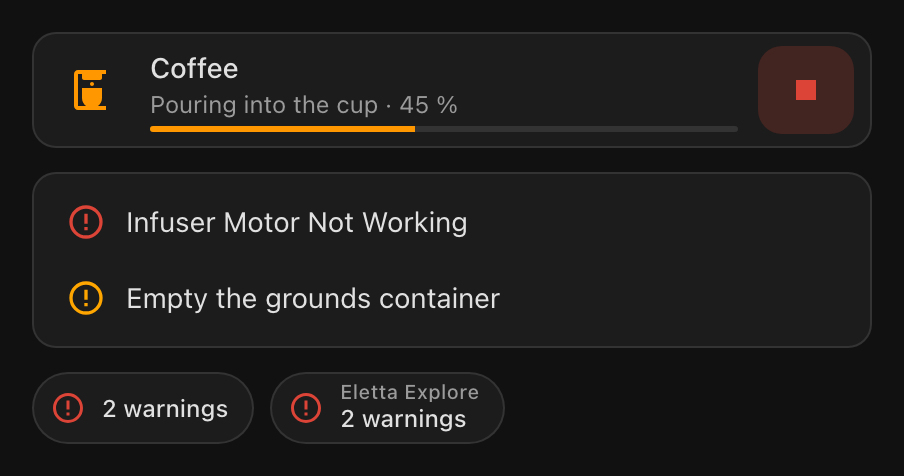 Coffee
Pouring into the cup · 45 %
Infuser Motor Not Working
Empty the grounds container
2 warnings
Eletta Explore
2 warnings